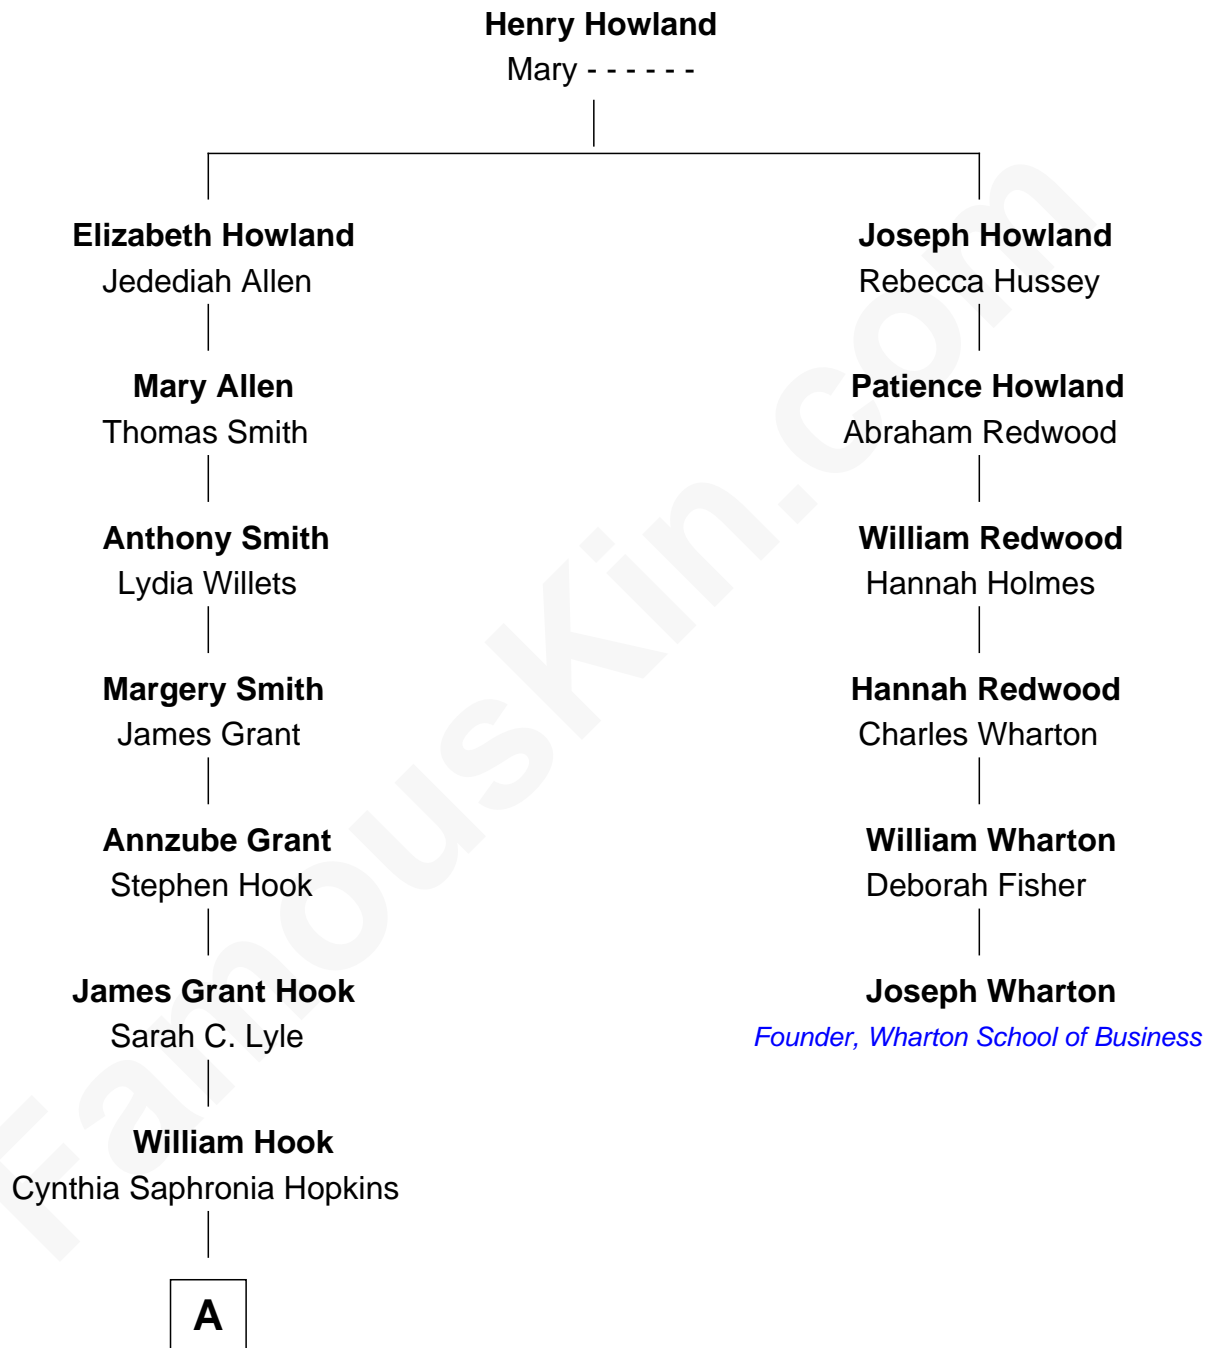 Henry Howland
Mary - - - - - -
Elizabeth Howland
Jedediah Allen
Joseph Howland
Rebecca Hussey
Mary Allen
Thomas Smith
Patience Howland
Abraham Redwood
Anthony Smith
Lydia Willets
William Redwood
Hannah Holmes
Margery Smith
James Grant
Hannah Redwood
Charles Wharton
Annzube Grant
Stephen Hook
William Wharton
Deborah Fisher
James Grant Hook
Sarah C. Lyle
Joseph Wharton
Founder, Wharton School of Business
William Hook
Cynthia Saphronia Hopkins
A
FamousKin.com